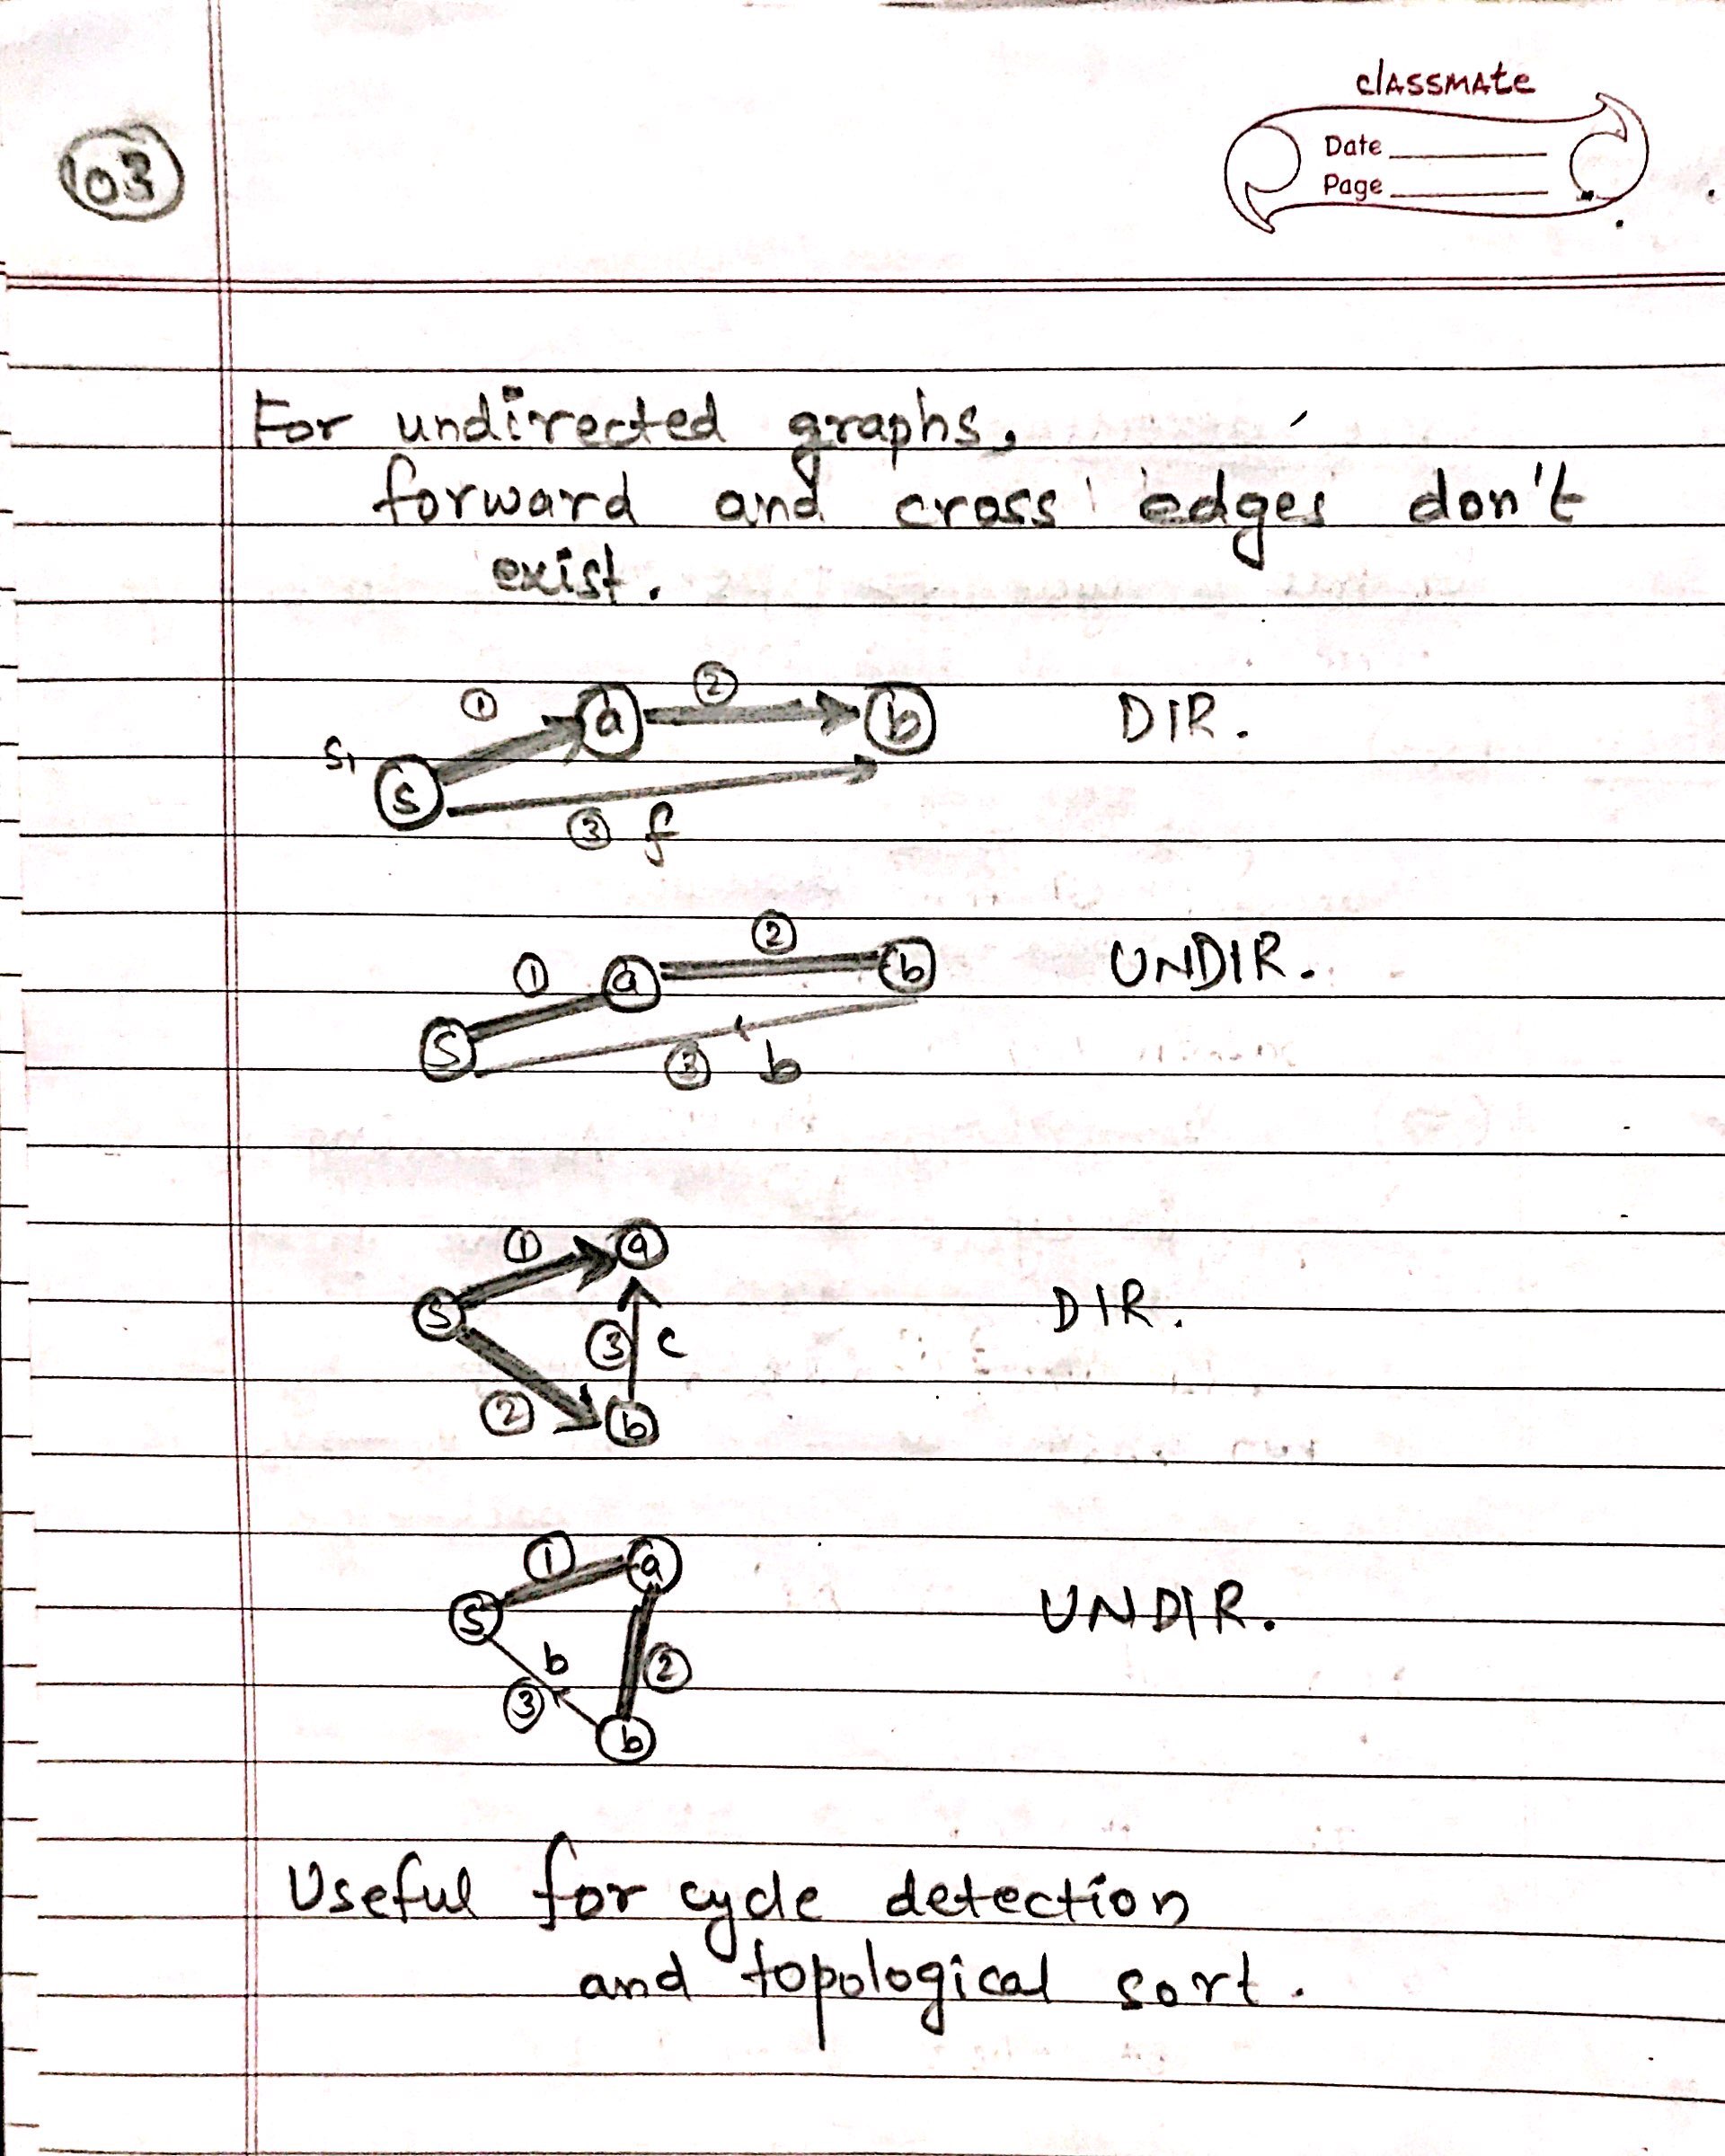 classmate
Date
Page
103
For undirected graphs,
forward and cross edges don't
exist.
① ②
S₁ a b DIR.
S
③ f
②
① a b UNDIR.
S
③ b
① a
S DIR.
③ c
② b
① a
S UNDIR.
b ②
③
b
Useful for cycle detection
and topological sort.